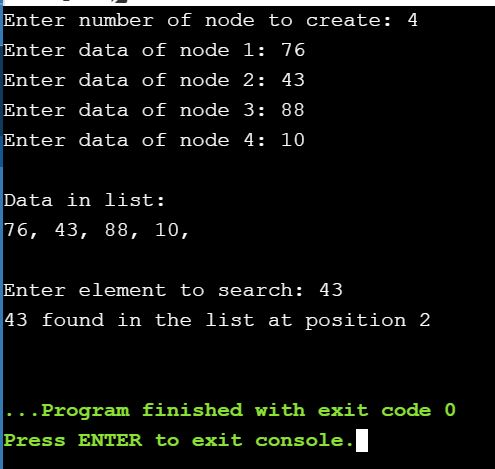 Enter number of node to create: 4
Enter data of node 1: 76
Enter data of node 2: 43
Enter data of node 3: 88
Enter data of node 4: 10
Data in list:
76, 43, 88, 10,
Enter element to search: 43
43 found in the list at position 2
...Program finished with exit code 0
Press ENTER to exit console.